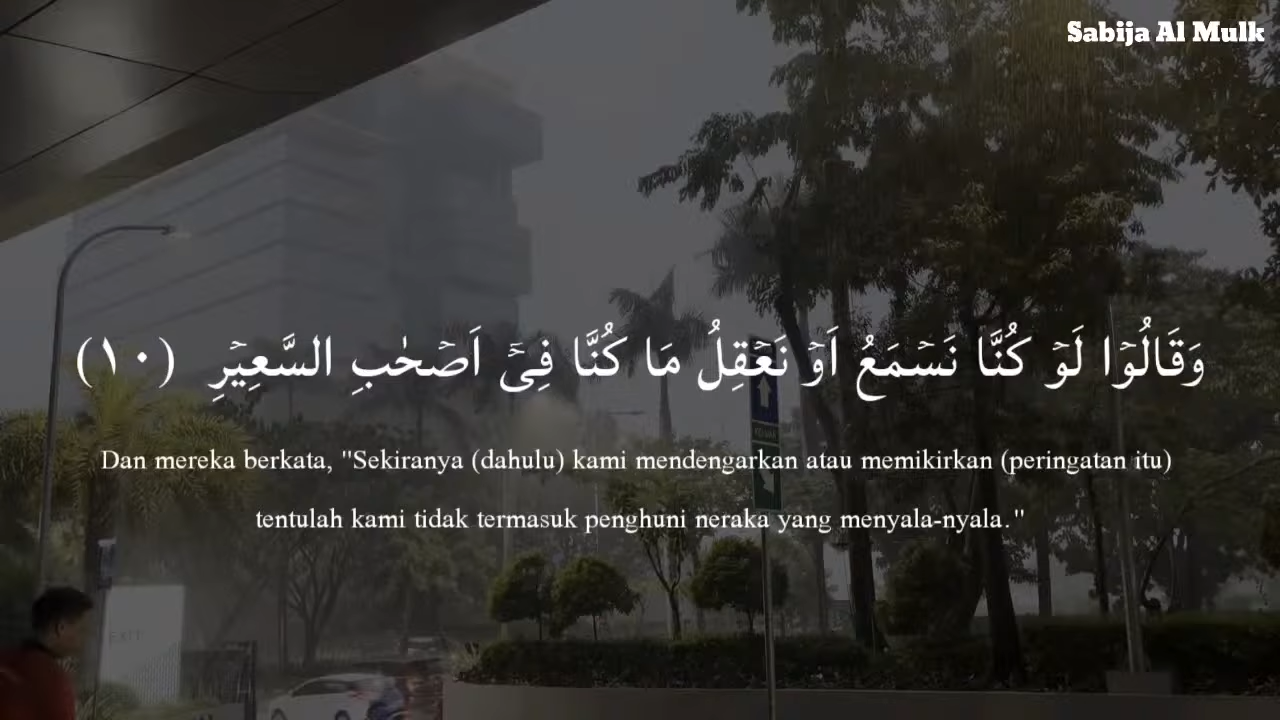 Sabija Al Mulk
وَقَالُوْا لَوْ كُنَّا نَسْمَعُ اَوْ نَعْقِلُ مَا كُنَّا فِيْٓ اَصْحٰبِ السَّعِيْرِ (١٠)
Dan mereka berkata, "Sekiranya (dahulu) kami mendengarkan atau memikirkan (peringatan itu)
tentulah kami tidak termasuk penghuni neraka yang menyala-nyala."
EXIT